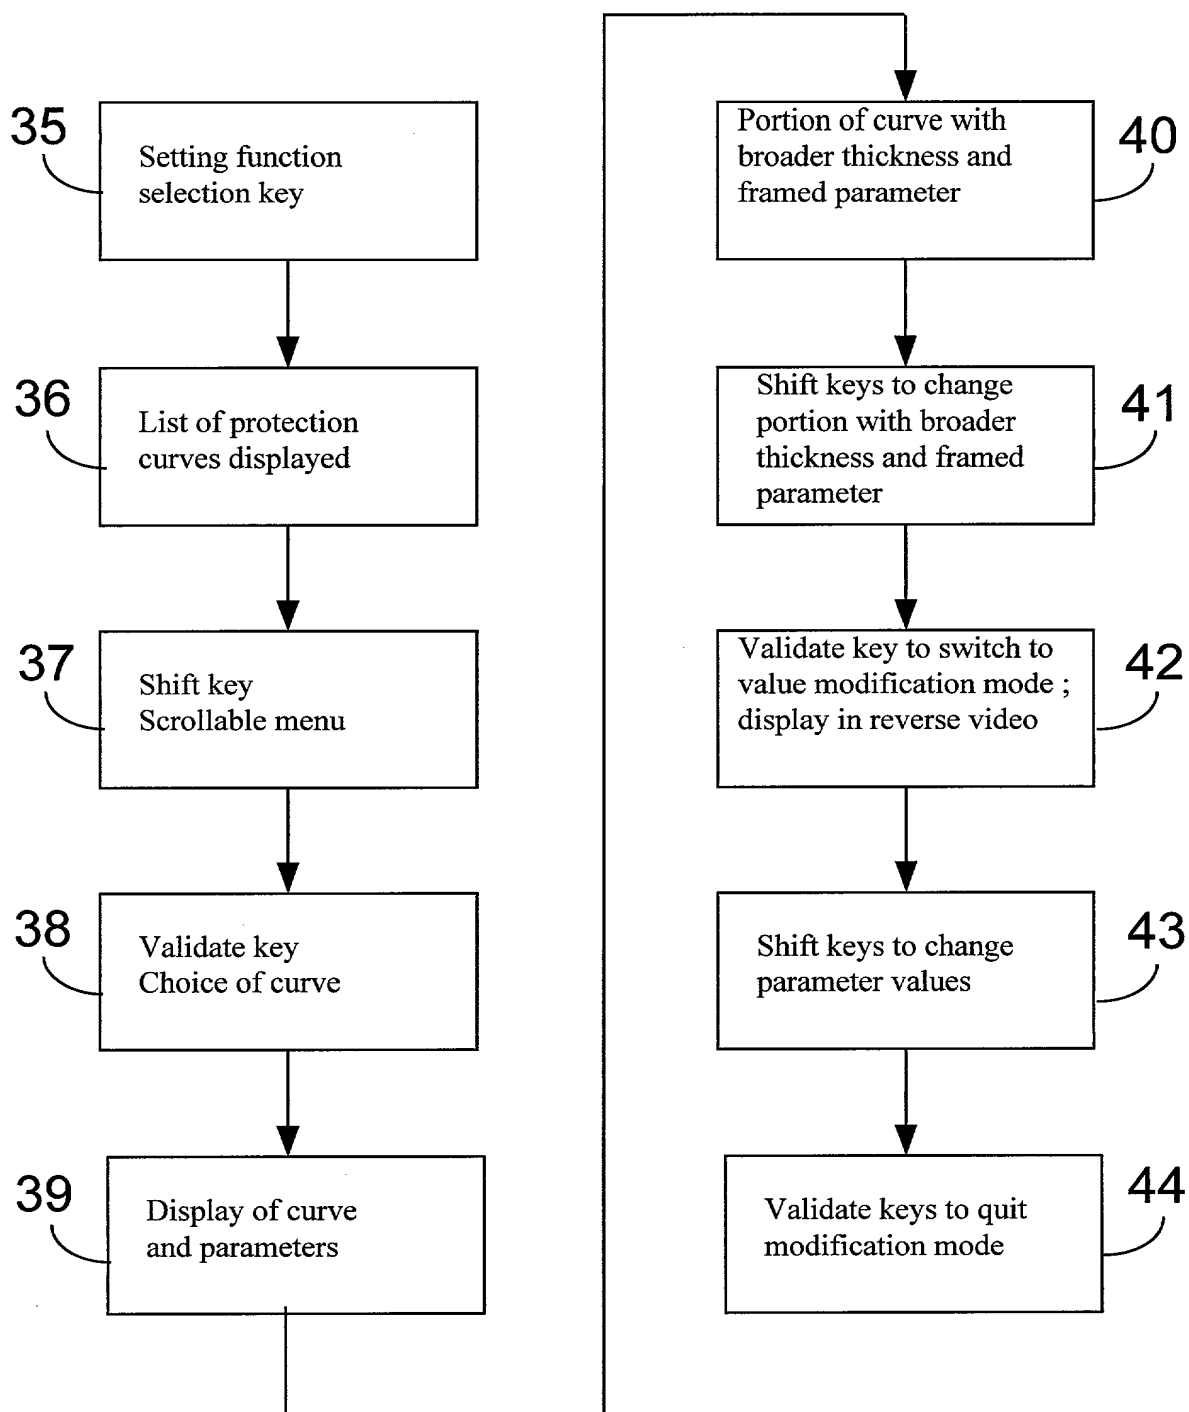 35
Setting function
selection key
36
List of protection
curves displayed
37
Shift key
Scrollable menu
38
Validate key
Choice of curve
39
Display of curve
and parameters
Portion of curve with
broader thickness and
framed parameter
40
Shift keys to change
portion with broader
thickness and framed
parameter
41
Validate key to switch to
value modification mode ;
display in reverse video
42
Shift keys to change
parameter values
43
Validate keys to quit
modification mode
44